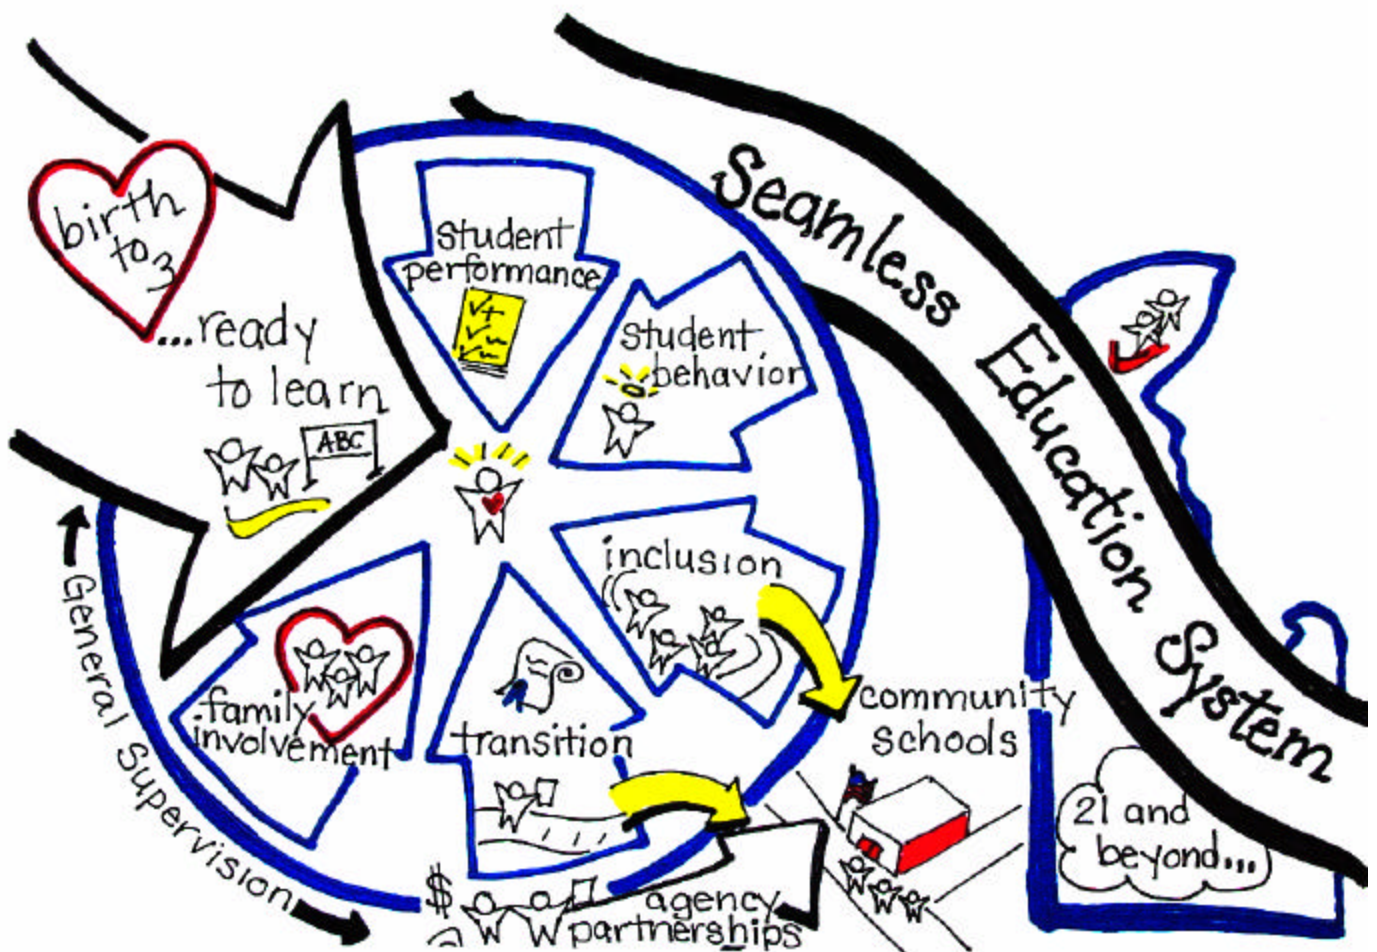 birth
to 3
...ready
to learn
ABC
student
performance
student
behavior
inclusion
community
schools
transition
family
involvement
$
agency
partnerships
General Supervision
Seamless Education System
21 and
beyond...